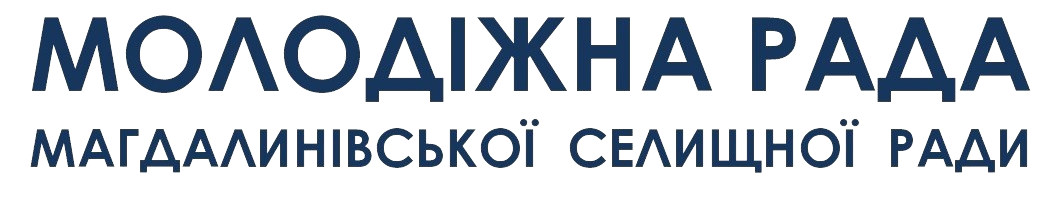 МОЛОДІЖНА РАДА
МАГДАЛИНІВСЬКОЇ СЕЛИЩНОЇ РАДИ